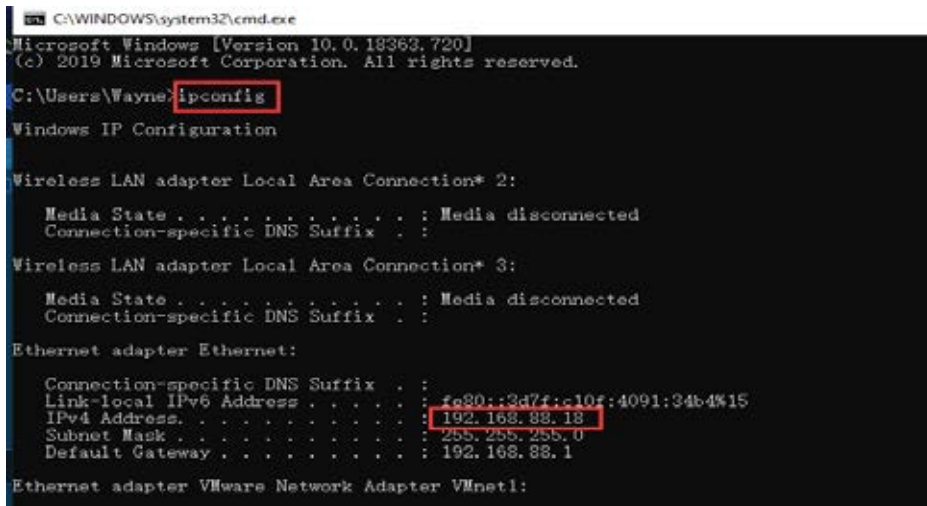 C:\WINDOWS\system32\cmd.exe
Microsoft Windows [Version 10.0.18363.720]
(c) 2019 Microsoft Corporation. All rights reserved.
C:\Users\Wayne>ipconfig
Windows IP Configuration
Wireless LAN adapter Local Area Connection* 2:
Media State . . . . . . . . . . . : Media disconnected
Connection-specific DNS Suffix . :
Wireless LAN adapter Local Area Connection* 3:
Media State . . . . . . . . . . . : Media disconnected
Connection-specific DNS Suffix . :
Ethernet adapter Ethernet:
Connection-specific DNS Suffix . :
Link-local IPv6 Address . . . . . : fe80::3d7f:c10f:4091:34b4%15
IPv4 Address. . . . . . . . . . . : 192.168.88.18
Subnet Mask . . . . . . . . . . . : 255.255.255.0
Default Gateway . . . . . . . . . : 192.168.88.1
Ethernet adapter VMware Network Adapter VMnet1: